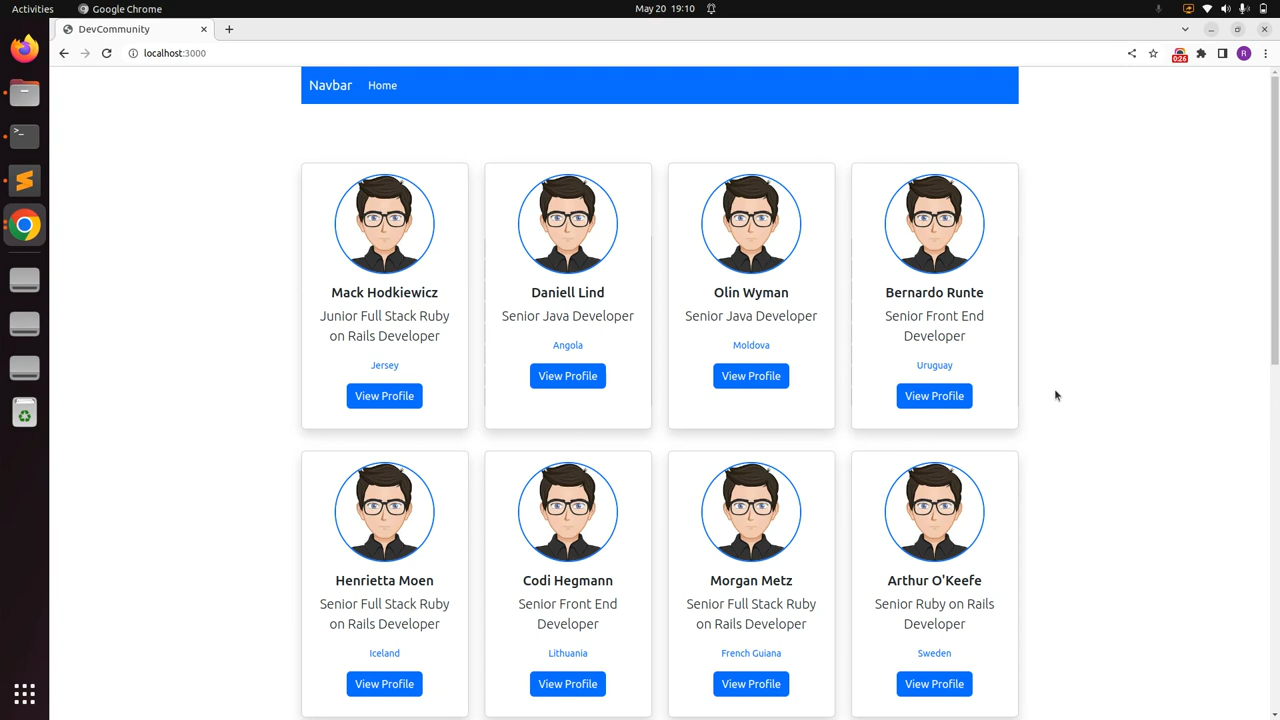 Activities Google Chrome May 20 19:10
DevCommunity
localhost:3000
0:26
R
Navbar Home
Mack Hodkiewicz
Junior Full Stack Ruby
on Rails Developer
Jersey
View Profile
Daniell Lind
Senior Java Developer
Angola
View Profile
Olin Wyman
Senior Java Developer
Moldova
View Profile
Bernardo Runte
Senior Front End
Developer
Uruguay
View Profile
Henrietta Moen
Senior Full Stack Ruby
on Rails Developer
Iceland
View Profile
Codi Hegmann
Senior Front End
Developer
Lithuania
View Profile
Morgan Metz
Senior Full Stack Ruby
on Rails Developer
French Guiana
View Profile
Arthur O'Keefe
Senior Ruby on Rails
Developer
Sweden
View Profile